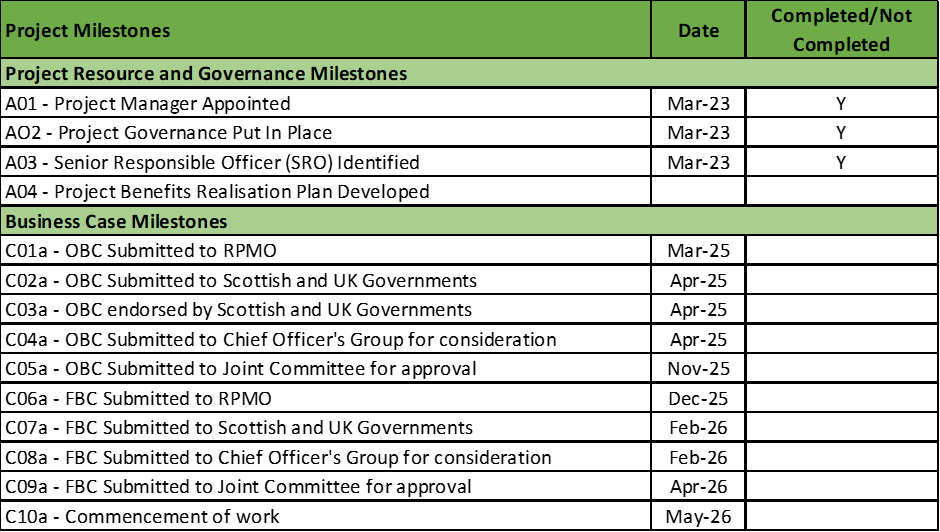 Project Milestones Date Completed/Not Completed
Project Resource and Governance Milestones
A01 - Project Manager Appointed Mar-23 Y
AO2 - Project Governance Put In Place Mar-23 Y
A03 - Senior Responsible Officer (SRO) Identified Mar-23 Y
A04 - Project Benefits Realisation Plan Developed
Business Case Milestones
C01a - OBC Submitted to RPMO Mar-25
C02a - OBC Submitted to Scottish and UK Governments Apr-25
C03a - OBC endorsed by Scottish and UK Governments Apr-25
C04a - OBC Submitted to Chief Officer's Group for consideration Apr-25
C05a - OBC Submitted to Joint Committee for approval Nov-25
C06a - FBC Submitted to RPMO Dec-25
C07a - FBC Submitted to Scottish and UK Governments Feb-26
C08a - FBC Submitted to Chief Officer's Group for consideration Feb-26
C09a - FBC Submitted to Joint Committee for approval Apr-26
C10a - Commencement of work May-26